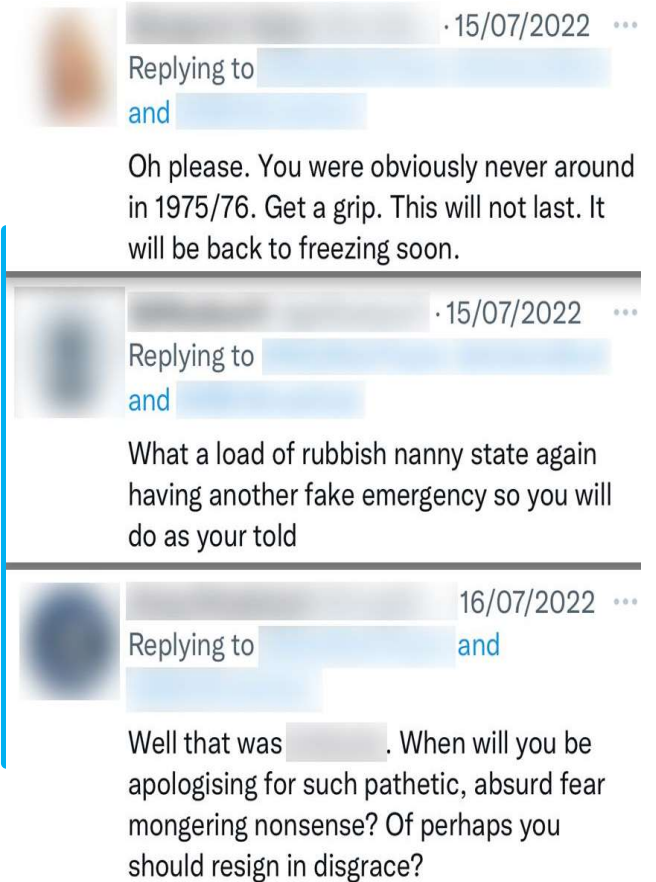 · 15/07/2022 ···
Replying to
and
Oh please. You were obviously never around
in 1975/76. Get a grip. This will not last. It
will be back to freezing soon.
· 15/07/2022 ···
Replying to
and
What a load of rubbish nanny state again
having another fake emergency so you will
do as your told
16/07/2022 ···
Replying to and
Well that was . When will you be
apologising for such pathetic, absurd fear
mongering nonsense? Of perhaps you
should resign in disgrace?